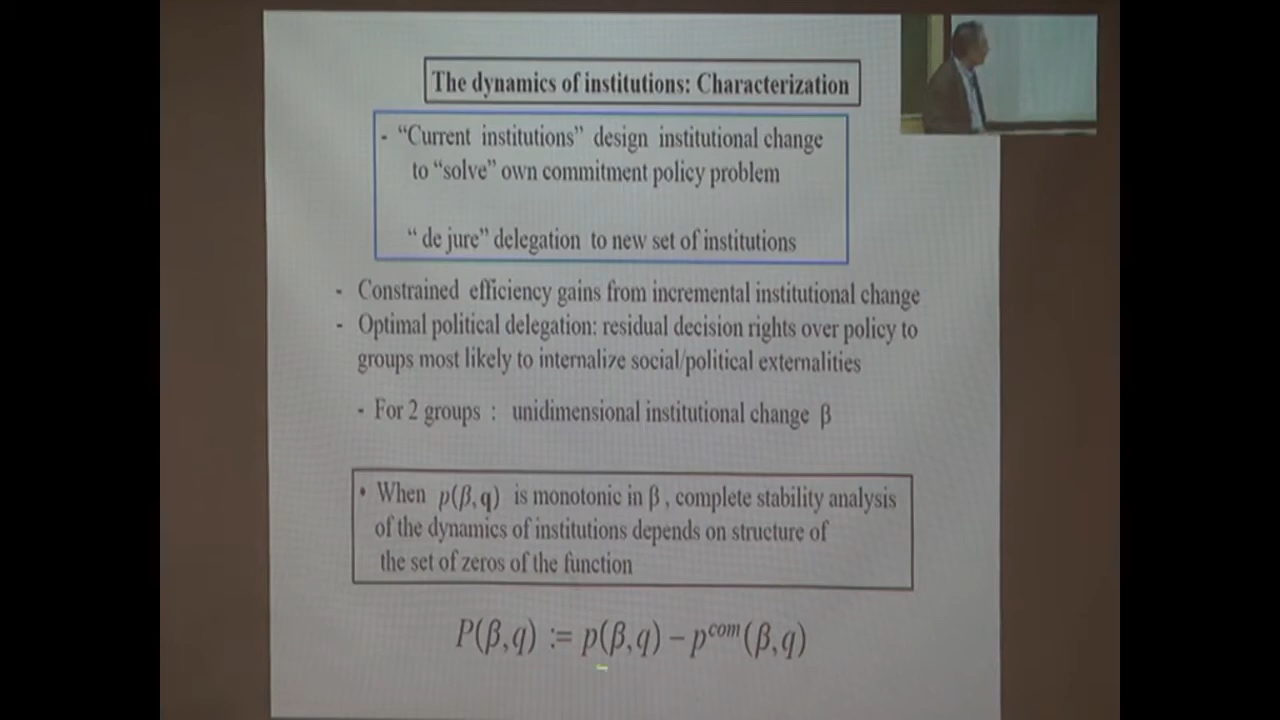 The dynamics of institutions: Characterization
- “Current institutions” design institutional change
to “solve” own commitment policy problem
“ de jure” delegation to new set of institutions
- Constrained efficiency gains from incremental institutional change
- Optimal political delegation: residual decision rights over policy to
groups most likely to internalize social/political externalities
- For 2 groups : unidimensional institutional change β
• When p(β,q) is monotonic in β , complete stability analysis
of the dynamics of institutions depends on structure of
the set of zeros of the function
P(β,q) := p(β,q) − p^com(β,q)